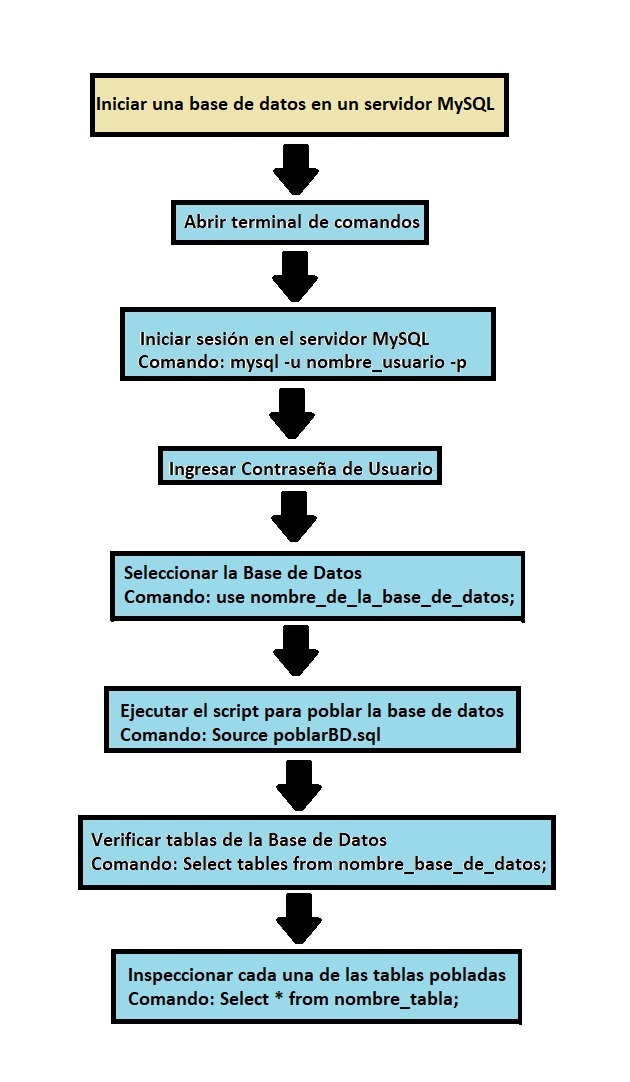 Iniciar una base de datos en un servidor MySQL
Abrir terminal de comandos
Iniciar sesión en el servidor MySQL
Comando: mysql -u nombre_usuario -p
Ingresar Contraseña de Usuario
Seleccionar la Base de Datos
Comando: use nombre_de_la_base_de_datos;
Ejecutar el script para poblar la base de datos
Comando: Source poblarBD.sql
Verificar tablas de la Base de Datos
Comando: Select tables from nombre_base_de_datos;
Inspeccionar cada una de las tablas pobladas
Comando: Select * from nombre_tabla;